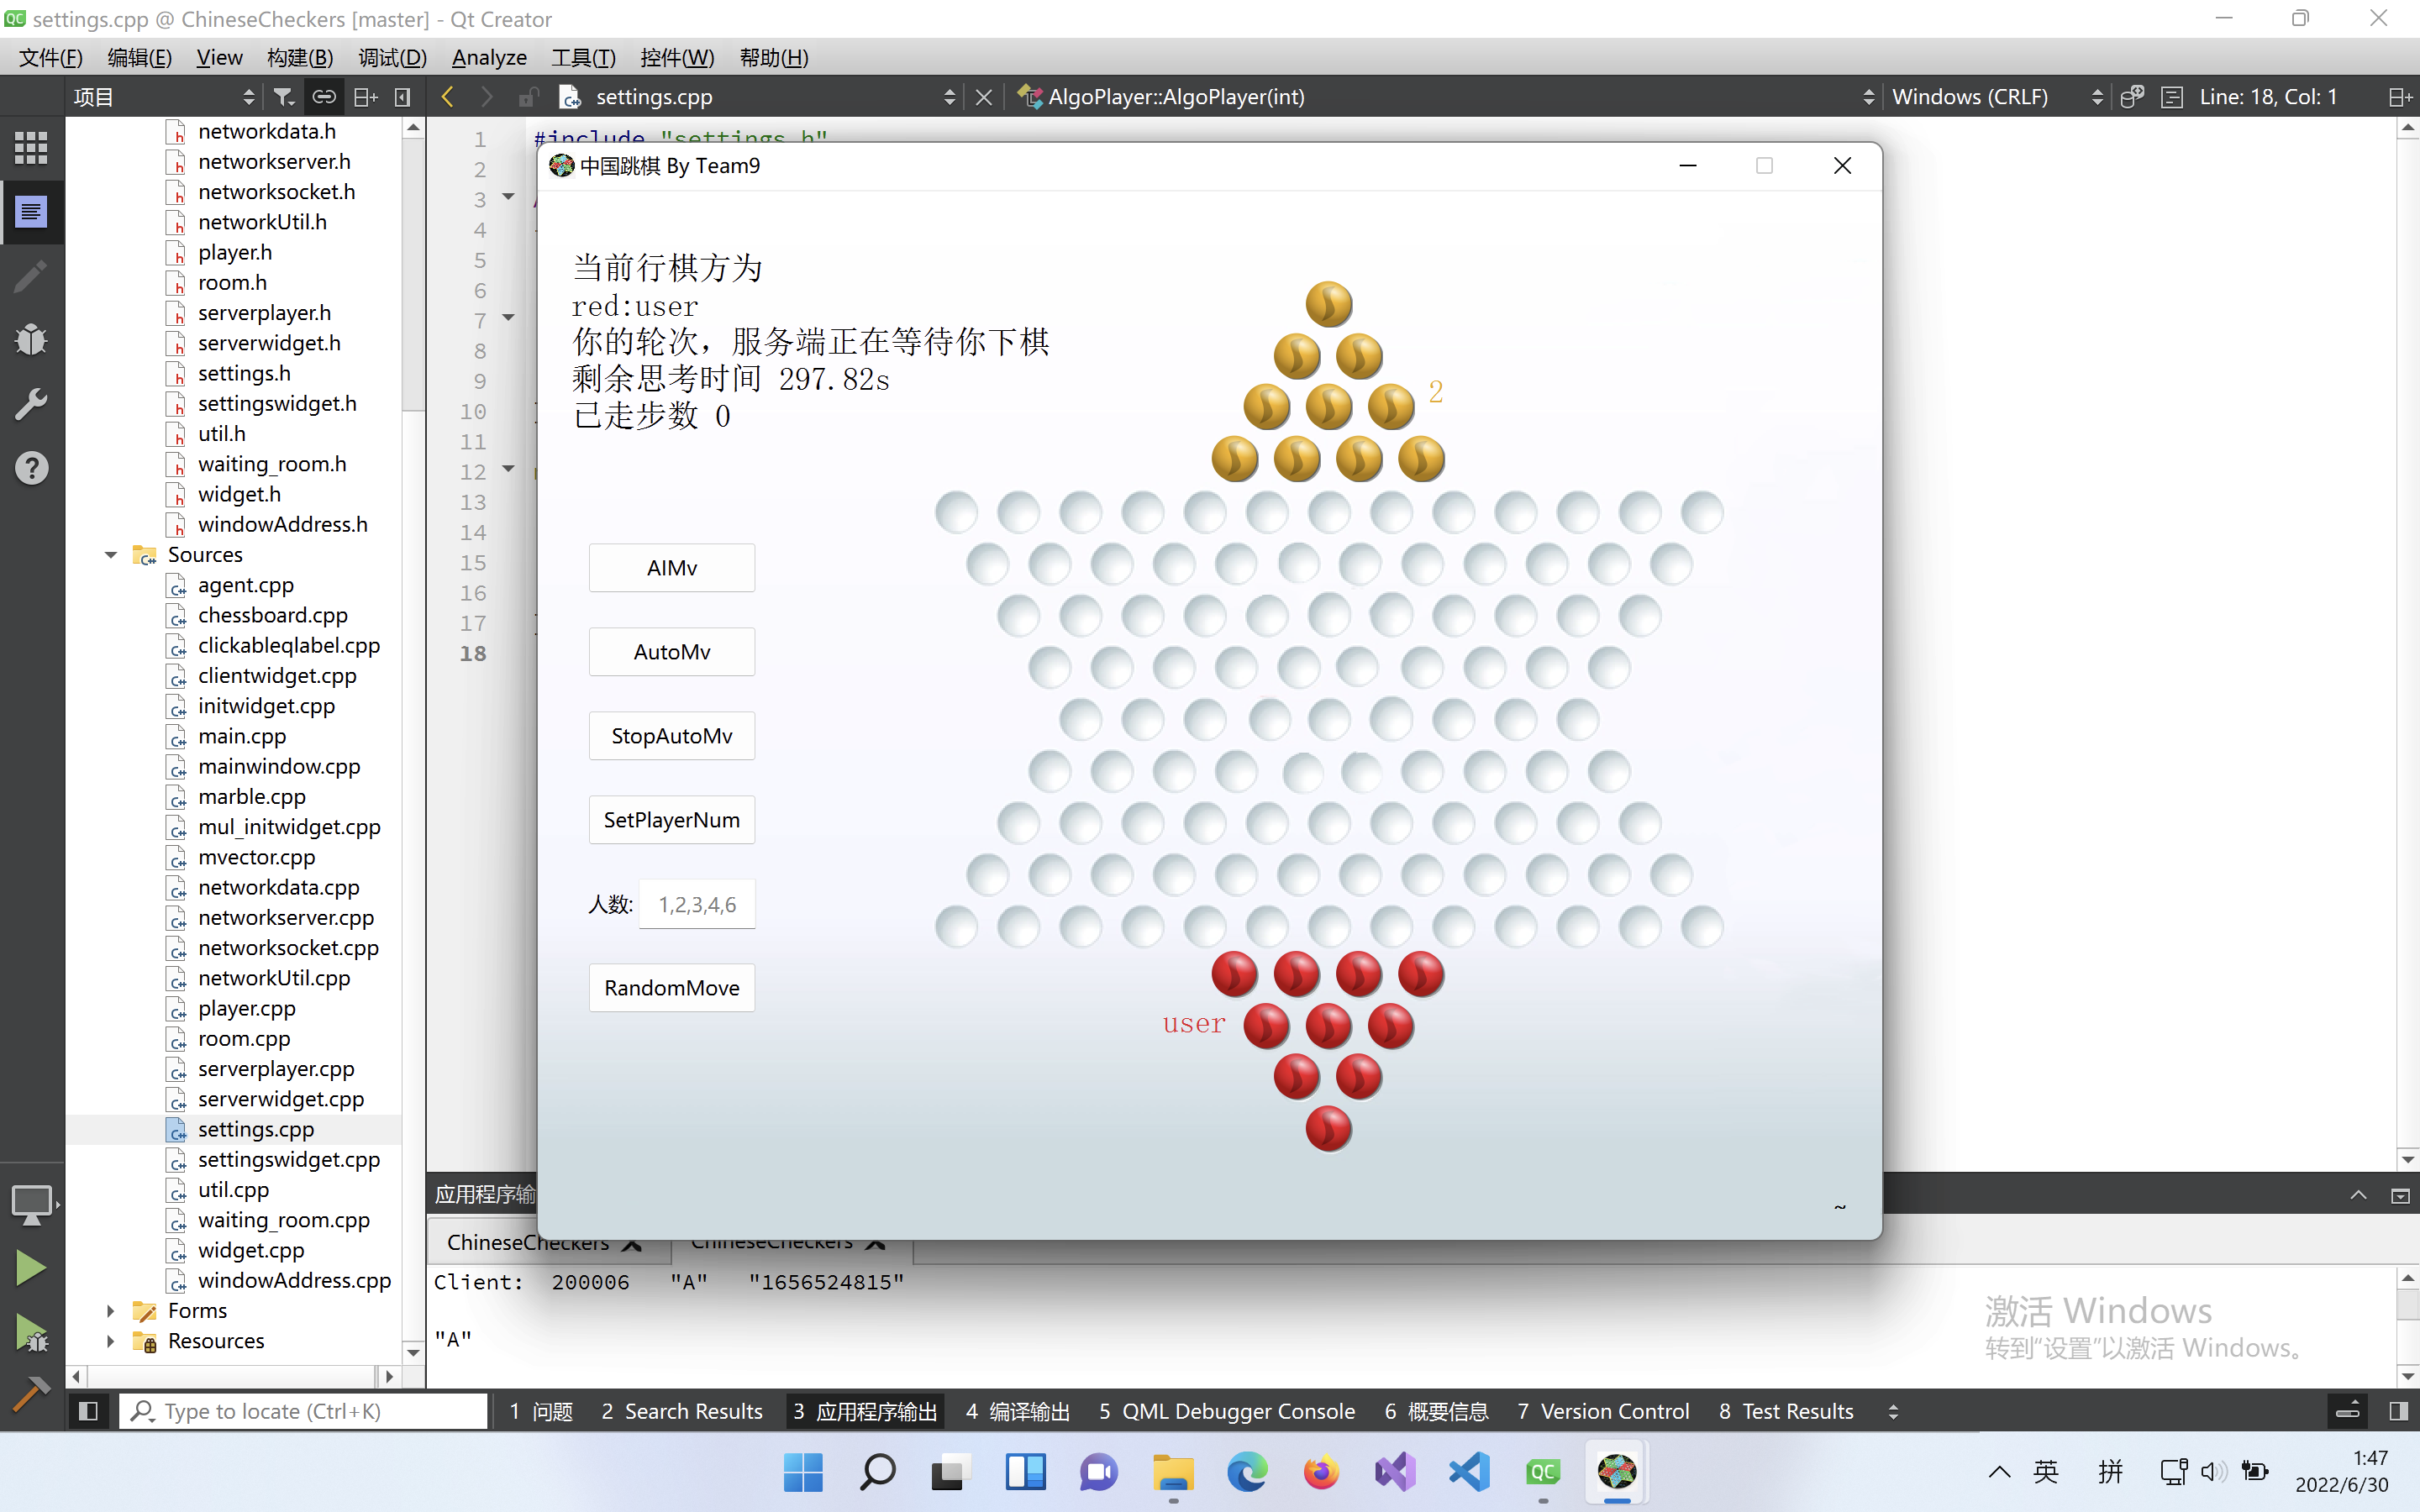 settings.cpp @ ChineseCheckers [master] - Qt Creator
文件(F) 编辑(E) View 构建(B) 调试(D) Analyze 工具(T) 控件(W) 帮助(H)
项目 settings.cpp AlgoPlayer::AlgoPlayer(int) Windows (CRLF) Line: 18, Col: 1
networkdata.h
networkserver.h
networksocket.h
networkUtil.h
player.h
room.h
serverplayer.h
serverwidget.h
settings.h
settingswidget.h
util.h
waiting_room.h
widget.h
windowAddress.h
Sources
agent.cpp
chessboard.cpp
clickableqlabel.cpp
clientwidget.cpp
initwidget.cpp
main.cpp
mainwindow.cpp
marble.cpp
mul_initwidget.cpp
mvector.cpp
networkdata.cpp
networkserver.cpp
networksocket.cpp
networkUtil.cpp
player.cpp
room.cpp
serverplayer.cpp
serverwidget.cpp
settings.cpp
settingswidget.cpp
util.cpp
waiting_room.cpp
widget.cpp
windowAddress.cpp
Forms
Resources
1 #include "settings.h"
2
3
4
5
6
7
8
9
10
11
12
13
14
15
16
17
18
中国跳棋 By Team9
当前行棋方为
red:user
你的轮次，服务端正在等待你下棋
剩余思考时间 297.82s
已走步数 0
2
AIMv
AutoMv
StopAutoMv
SetPlayerNum
人数: 1,2,3,4,6
RandomMove
user
~
应用程序输
ChineseCheckers ChineseCheckers
Client: 200006 "A" "1656524815"
"A"
激活 Windows
转到“设置”以激活 Windows。
Type to locate (Ctrl+K) 1 问题 2 Search Results 3 应用程序输出 4 编译输出 5 QML Debugger Console 6 概要信息 7 Version Control 8 Test Results
英 拼 1:47
2022/6/30